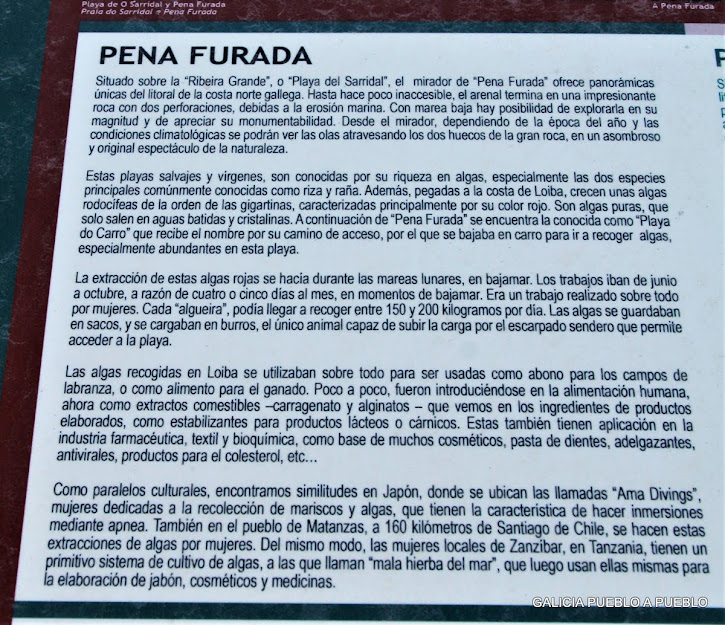 Playa de O Sarridal y Pena Furada
Praia do Sarridal e Pena Furada
A Pena Furada
PENA FURADA
Situado sobre la “Ribeira Grande”, o “Playa del Sarridal”, el mirador de “Pena Furada” ofrece panorámicas
únicas del litoral de la costa norte gallega. Hasta hace poco inaccesible, el arenal termina en una impresionante
roca con dos perforaciones, debidas a la erosión marina. Con marea baja hay posibilidad de explorarla en su
magnitud y de apreciar su monumentabilidad. Desde el mirador, dependiendo de la época del año y las
condiciones climatológicas se podrán ver las olas atravesando los dos huecos de la gran roca, en un asombroso
y original espectáculo de la naturaleza.
Estas playas salvajes y vírgenes, son conocidas por su riqueza en algas, especialmente las dos especies
principales comúnmente conocidas como riza y raña. Además, pegadas a la costa de Loiba, crecen unas algas
rodocífeas de la orden de las gigartinas, caracterizadas principalmente por su color rojo. Son algas puras, que
solo salen en aguas batidas y cristalinas. A continuación de “Pena Furada” se encuentra la conocida como “Playa
do Carro” que recibe el nombre por su camino de acceso, por el que se bajaba en carro para ir a recoger algas,
especialmente abundantes en esta playa.
La extracción de estas algas rojas se hacía durante las mareas lunares, en bajamar. Los trabajos iban de junio
a octubre, a razón de cuatro o cinco días al mes, en momentos de bajamar. Era un trabajo realizado sobre todo
por mujeres. Cada “algueira”, podía llegar a recoger entre 150 y 200 kilogramos por día. Las algas se guardaban
en sacos, y se cargaban en burros, el único animal capaz de subir la carga por el escarpado sendero que permite
acceder a la playa.
Las algas recogidas en Loiba se utilizaban sobre todo para ser usadas como abono para los campos de
labranza, o como alimento para el ganado. Poco a poco, fueron introduciéndose en la alimentación humana,
ahora como extractos comestibles –carragenato y alginatos – que vemos en los ingredientes de productos
elaborados, como estabilizantes para productos lácteos o cárnicos. Estas también tienen aplicación en la
industria farmacéutica, textil y bioquímica, como base de muchos cosméticos, pasta de dientes, adelgazantes,
antivirales, productos para el colesterol, etc...
Como paralelos culturales, encontramos similitudes en Japón, donde se ubican las llamadas “Ama Divings”,
mujeres dedicadas a la recolección de mariscos y algas, que tienen la característica de hacer inmersiones
mediante apnea. También en el pueblo de Matanzas, a 160 kilómetros de Santiago de Chile, se hacen estas
extracciones de algas por mujeres. Del mismo modo, las mujeres locales de Zanzibar, en Tanzania, tienen un
primitivo sistema de cultivo de algas, a las que llaman “mala hierba del mar”, que luego usan ellas mismas para
la elaboración de jabón, cosméticos y medicinas.
GALICIA PUEBLO A PUEBLO